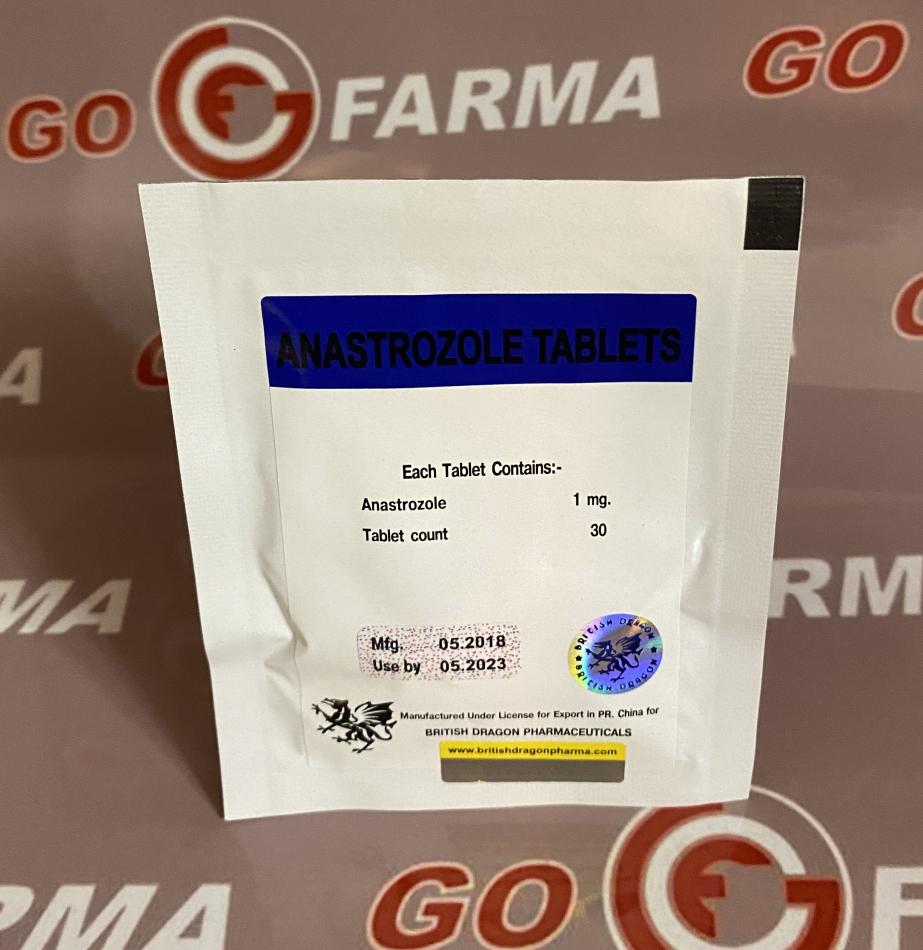 GO FARMA
GO
ANASTROZOLE TABLETS
Each Tablet Contains:-
Anastrozole 1 mg.
Tablet count 30
Mfg. 05.2018
Use by 05.2023
BRITISH DRAGON
BRITISH DRAGON
Manufactured Under License for Export in PR. China for
BRITISH DRAGON PHARMACEUTICALS
www.britishdragonpharma.com
A
MA
RM
RMA
GO F